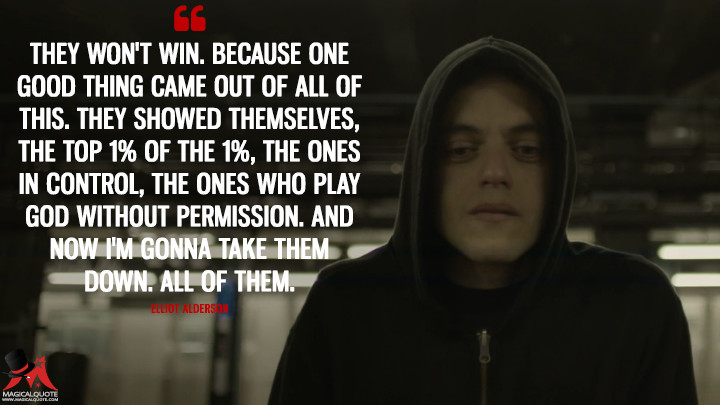 THEY WON'T WIN. BECAUSE ONE
GOOD THING CAME OUT OF ALL OF
THIS. THEY SHOWED THEMSELVES,
THE TOP 1% OF THE 1%, THE ONES
IN CONTROL, THE ONES WHO PLAY
GOD WITHOUT PERMISSION. AND
NOW I'M GONNA TAKE THEM
DOWN. ALL OF THEM.
ELLIOT ALDERSON
MAGICALQUOTE
WWW.MAGICALQUOTE.COM